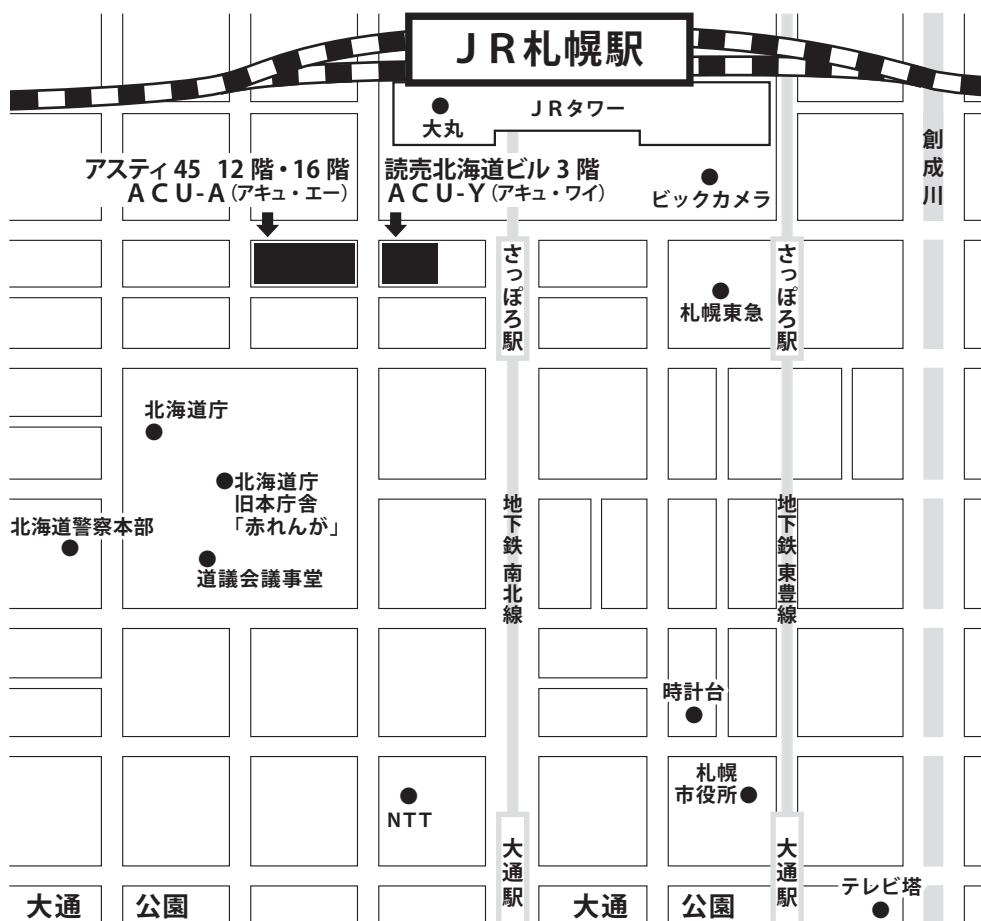 JR札幌駅
JRタワー
大丸
アスティ45 12階・16階
ACU-A(アキュ・エー)
読売北海道ビル3階
ACU-Y(アキュ・ワイ)
ビックカメラ
創成川
さっぽろ駅
さっぽろ駅
札幌東急
北海道庁
北海道庁
旧本庁舎
「赤れんが」
北海道警察本部
道議会議事堂
地下鉄 南北線
地下鉄 東豊線
時計台
札幌
市役所
NTT
大通駅
大通駅
テレビ塔
大通 公園
大通 公園